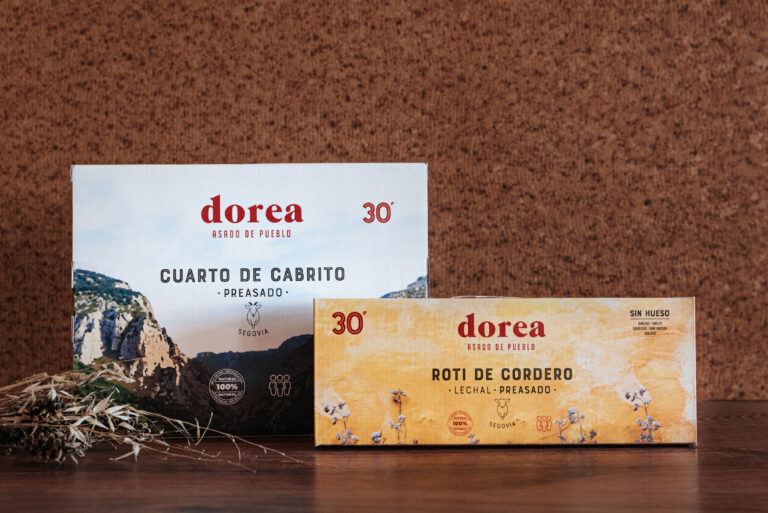 dorea
30'
ASADO DE PUEBLO
CUARTO DE CABRITO
· PREASADO ·
SEGOVIA
NATURAL
100%
NATURAL
30'
dorea
SIN HUESO
ASADO DE PUEBLO
ROTI DE CORDERO
· LECHAL · PREASADO ·
100%
SEGOVIA